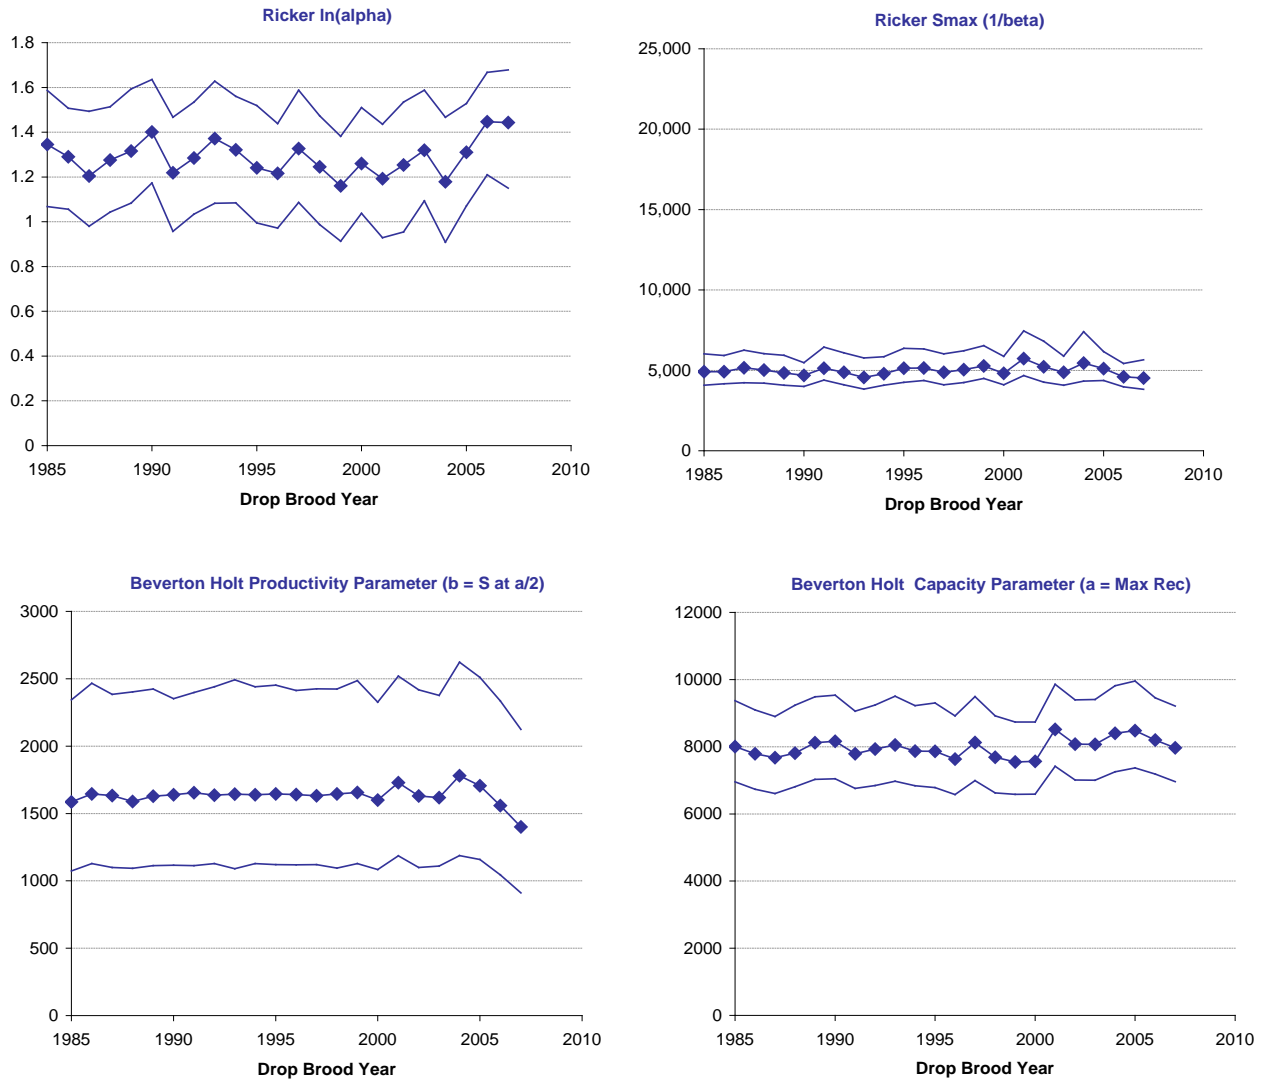 Ricker ln(alpha)
1.8
1.6
1.4
1.2
1
0.8
0.6
0.4
0.2
0
1985 1990 1995 2000 2005 2010
Drop Brood Year
Ricker Smax (1/beta)
25,000
20,000
15,000
10,000
5,000
0
1985 1990 1995 2000 2005 2010
Drop Brood Year
Beverton Holt Productivity Parameter (b = S at a/2)
3000
2500
2000
1500
1000
500
0
1985 1990 1995 2000 2005 2010
Drop Brood Year
Beverton Holt Capacity Parameter (a = Max Rec)
12000
10000
8000
6000
4000
2000
0
1985 1990 1995 2000 2005 2010
Drop Brood Year